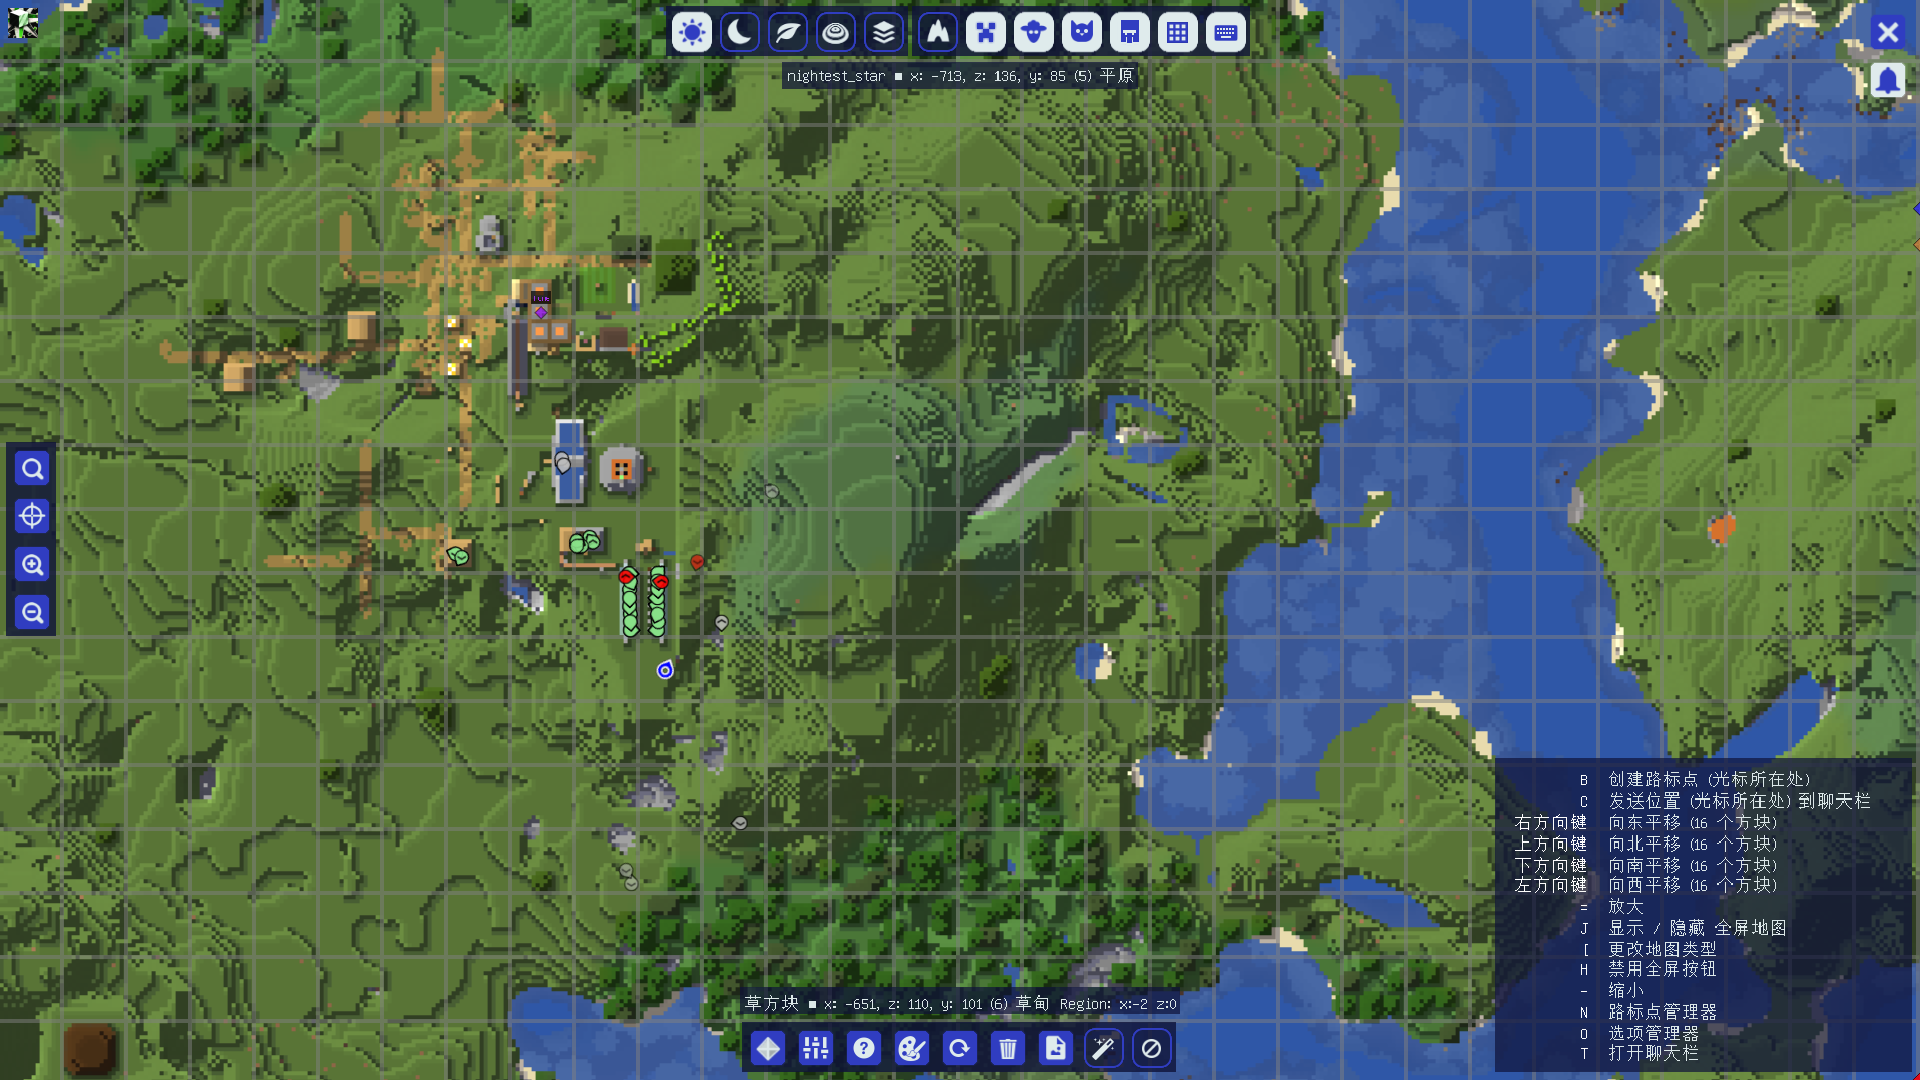 nightest_star ■ x: -713, z: 136, y: 85 (5) 平原
B 创建路标点 (光标所在处)
C 发送位置 (光标所在处) 到聊天栏
右方向键 向东平移 (16 个方块)
上方向键 向北平移 (16 个方块)
下方向键 向南平移 (16 个方块)
左方向键 向西平移 (16 个方块)
= 放大
J 显示 / 隐藏 全屏地图
[ 更改地图类型
H 禁用全屏按钮
- 缩小
N 路标点管理器
O 选项管理器
T 打开聊天栏
草方块 ■ x: -651, z: 110, y: 101 (6) 草甸 Region: x:-2 z:0